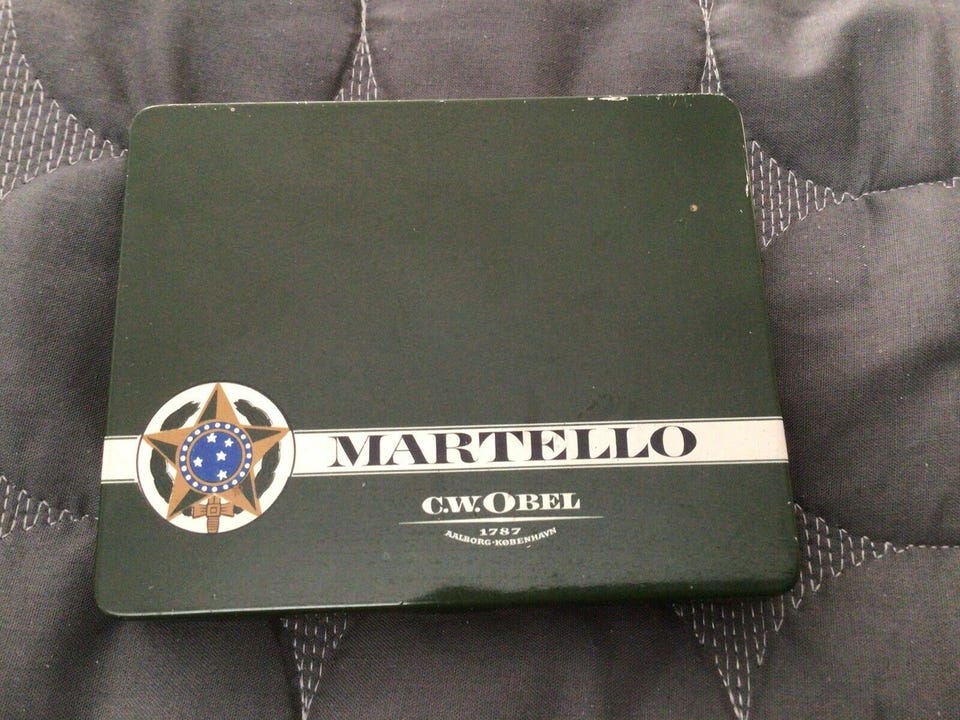 MARTELLO
C.W. OBEL
1787
AALBORG·KØBENHAVN